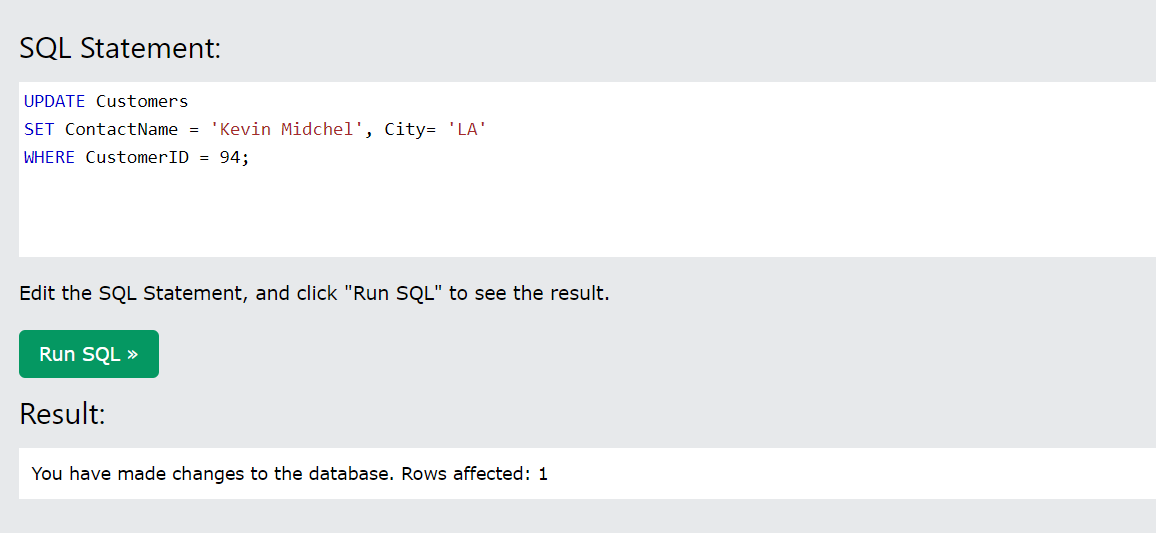 SQL Statement:
UPDATE Customers
SET ContactName = 'Kevin Midchel', City= 'LA'
WHERE CustomerID = 94;
Edit the SQL Statement, and click "Run SQL" to see the result.
Run SQL »
Result:
You have made changes to the database. Rows affected: 1